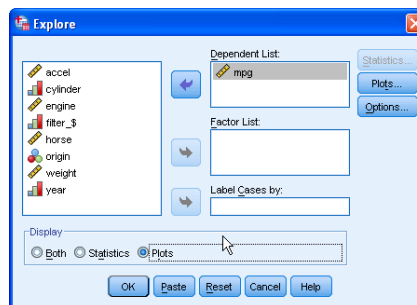 Explore
Dependent List:
accel
cylinder
engine
filter_$
horse
origin
weight
year
mpg
Statistics...
Plots...
Options...
Factor List:
Label Cases by:
Display
Both
Statistics
Plots
OK
Paste
Reset
Cancel
Help